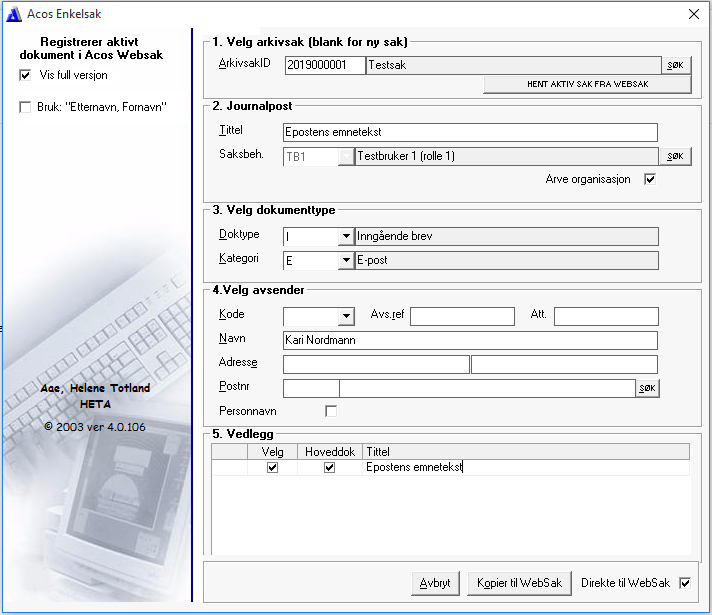 Acos Enkelsak
Registrerer aktivt
dokument i Acos Websak
Vis full versjon
Bruk: "Etternavn, Fornavn"
Aae, Helene Totland
HETA
© 2003 ver 4.0.106
1. Velg arkivsak (blank for ny sak)
ArkivsakID 2019000001 Testsak SØK
HENT AKTIV SAK FRA WEBSAK
2. Journalpost
Tittel Epostens emnetekst
Saksbeh. TB1 Testbruker 1 (rolle 1) SØK
Arve organisasjon
3. Velg dokumenttype
Doktype I Inngående brev
Kategori E E-post
4.Velg avsender
Kode Avs.ref Att.
Navn Kari Nordmann
Adresse
Postnr SØK
Personnavn
5. Vedlegg
Velg Hoveddok Tittel
Epostens emnetekst
Avbryt Kopier til WebSak Direkte til WebSak